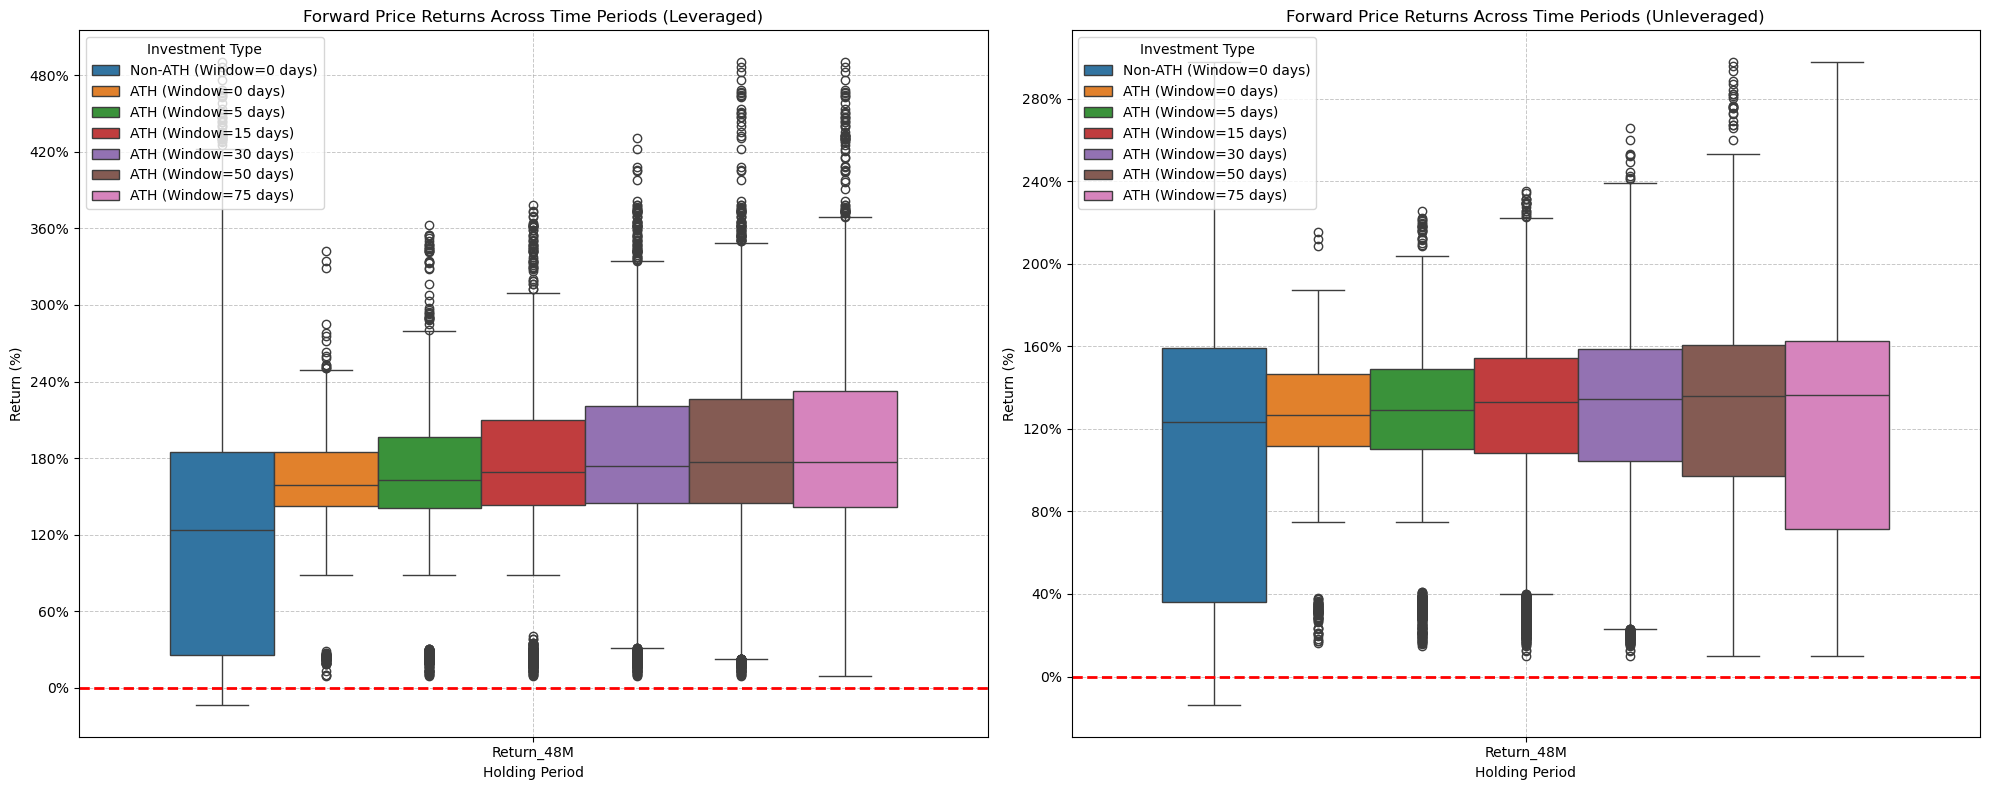 Forward Price Returns Across Time Periods (Leveraged)
Investment Type
Non-ATH (Window=0 days)
ATH (Window=0 days)
ATH (Window=5 days)
ATH (Window=15 days)
ATH (Window=30 days)
ATH (Window=50 days)
ATH (Window=75 days)
480%
420%
360%
300%
240%
180%
120%
60%
0%
Return (%)
Return_48M
Holding Period
Forward Price Returns Across Time Periods (Unleveraged)
Investment Type
Non-ATH (Window=0 days)
ATH (Window=0 days)
ATH (Window=5 days)
ATH (Window=15 days)
ATH (Window=30 days)
ATH (Window=50 days)
ATH (Window=75 days)
280%
240%
200%
160%
120%
80%
40%
0%
Return (%)
Return_48M
Holding Period